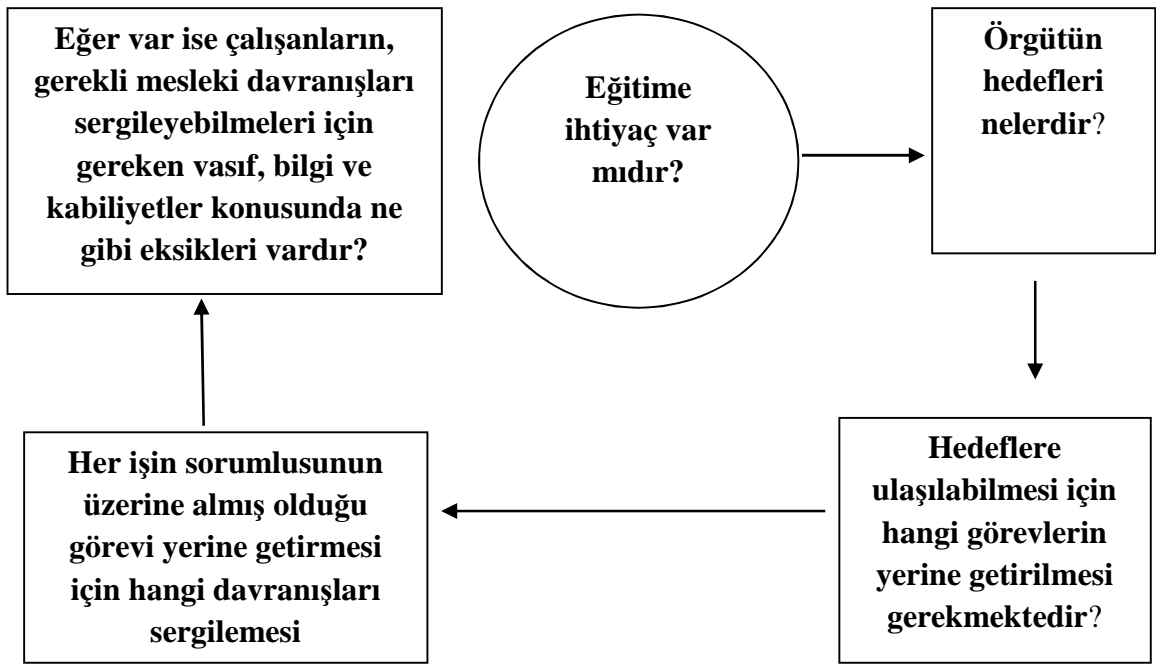 Eğer var ise çalışanların,
gerekli mesleki davranışları
sergileyebilmeleri için
gereken vasıf, bilgi ve
kabiliyetler konusunda ne
gibi eksikleri vardır?
Eğitime
ihtiyaç var
mıdır?
Örgütün
hedefleri
nelerdir?
Her işin sorumlusunun
üzerine almış olduğu
görevi yerine getirmesi
için hangi davranışları
sergilemesi
Hedeflere
ulaşılabilmesi için
hangi görevlerin
yerine getirilmesi
gerekmektedir?